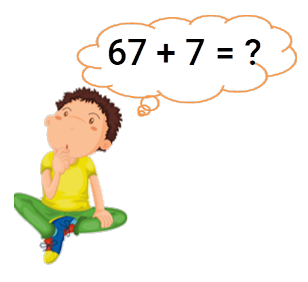 67 + 7 = ?